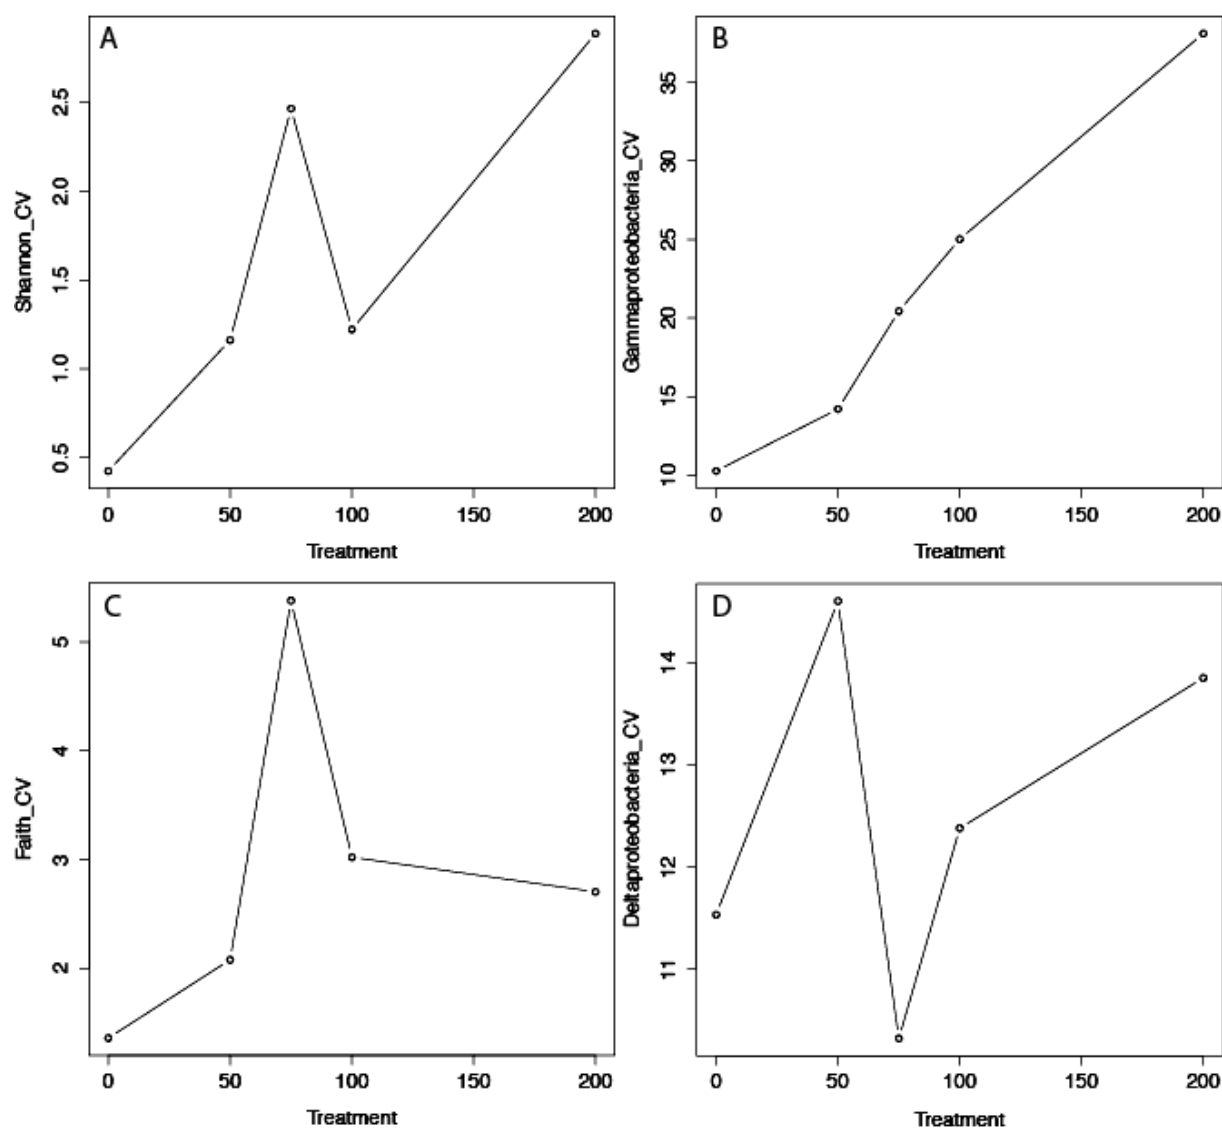 A
Shannon_CV
2.5
2.0
1.5
1.0
0.5
0 50 100 150 200
Treatment
B
Gammaproteobacteria_CV
35
30
25
20
15
10
0 50 100 150 200
Treatment
C
Faith_CV
5
4
3
2
0 50 100 150 200
Treatment
D
Deltaproteobacteria_CV
14
13
12
11
0 50 100 150 200
Treatment